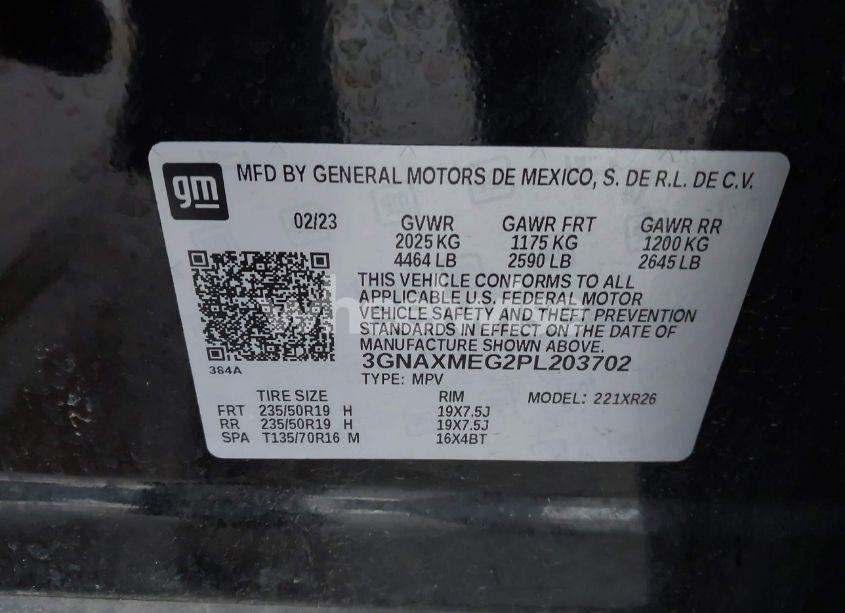 gm
MFD BY GENERAL MOTORS DE MEXICO, S. DE R.L. DE C.V.
02/23 GVWR GAWR FRT GAWR RR
2025 KG 1175 KG 1200 KG
4464 LB 2590 LB 2645 LB
THIS VEHICLE CONFORMS TO ALL
APPLICABLE U.S. FEDERAL MOTOR
VEHICLE SAFETY AND THEFT PREVENTION
STANDARDS IN EFFECT ON THE DATE OF
MANUFACTURE SHOWN ABOVE.
384A
3GNAXMEG2PL203702
TYPE: MPV
TIRE SIZE RIM MODEL: 221XR26
FRT 235/50R19 H 19X7.5J
RR 235/50R19 H 19X7.5J
SPA T135/70R16 M 16X4BT